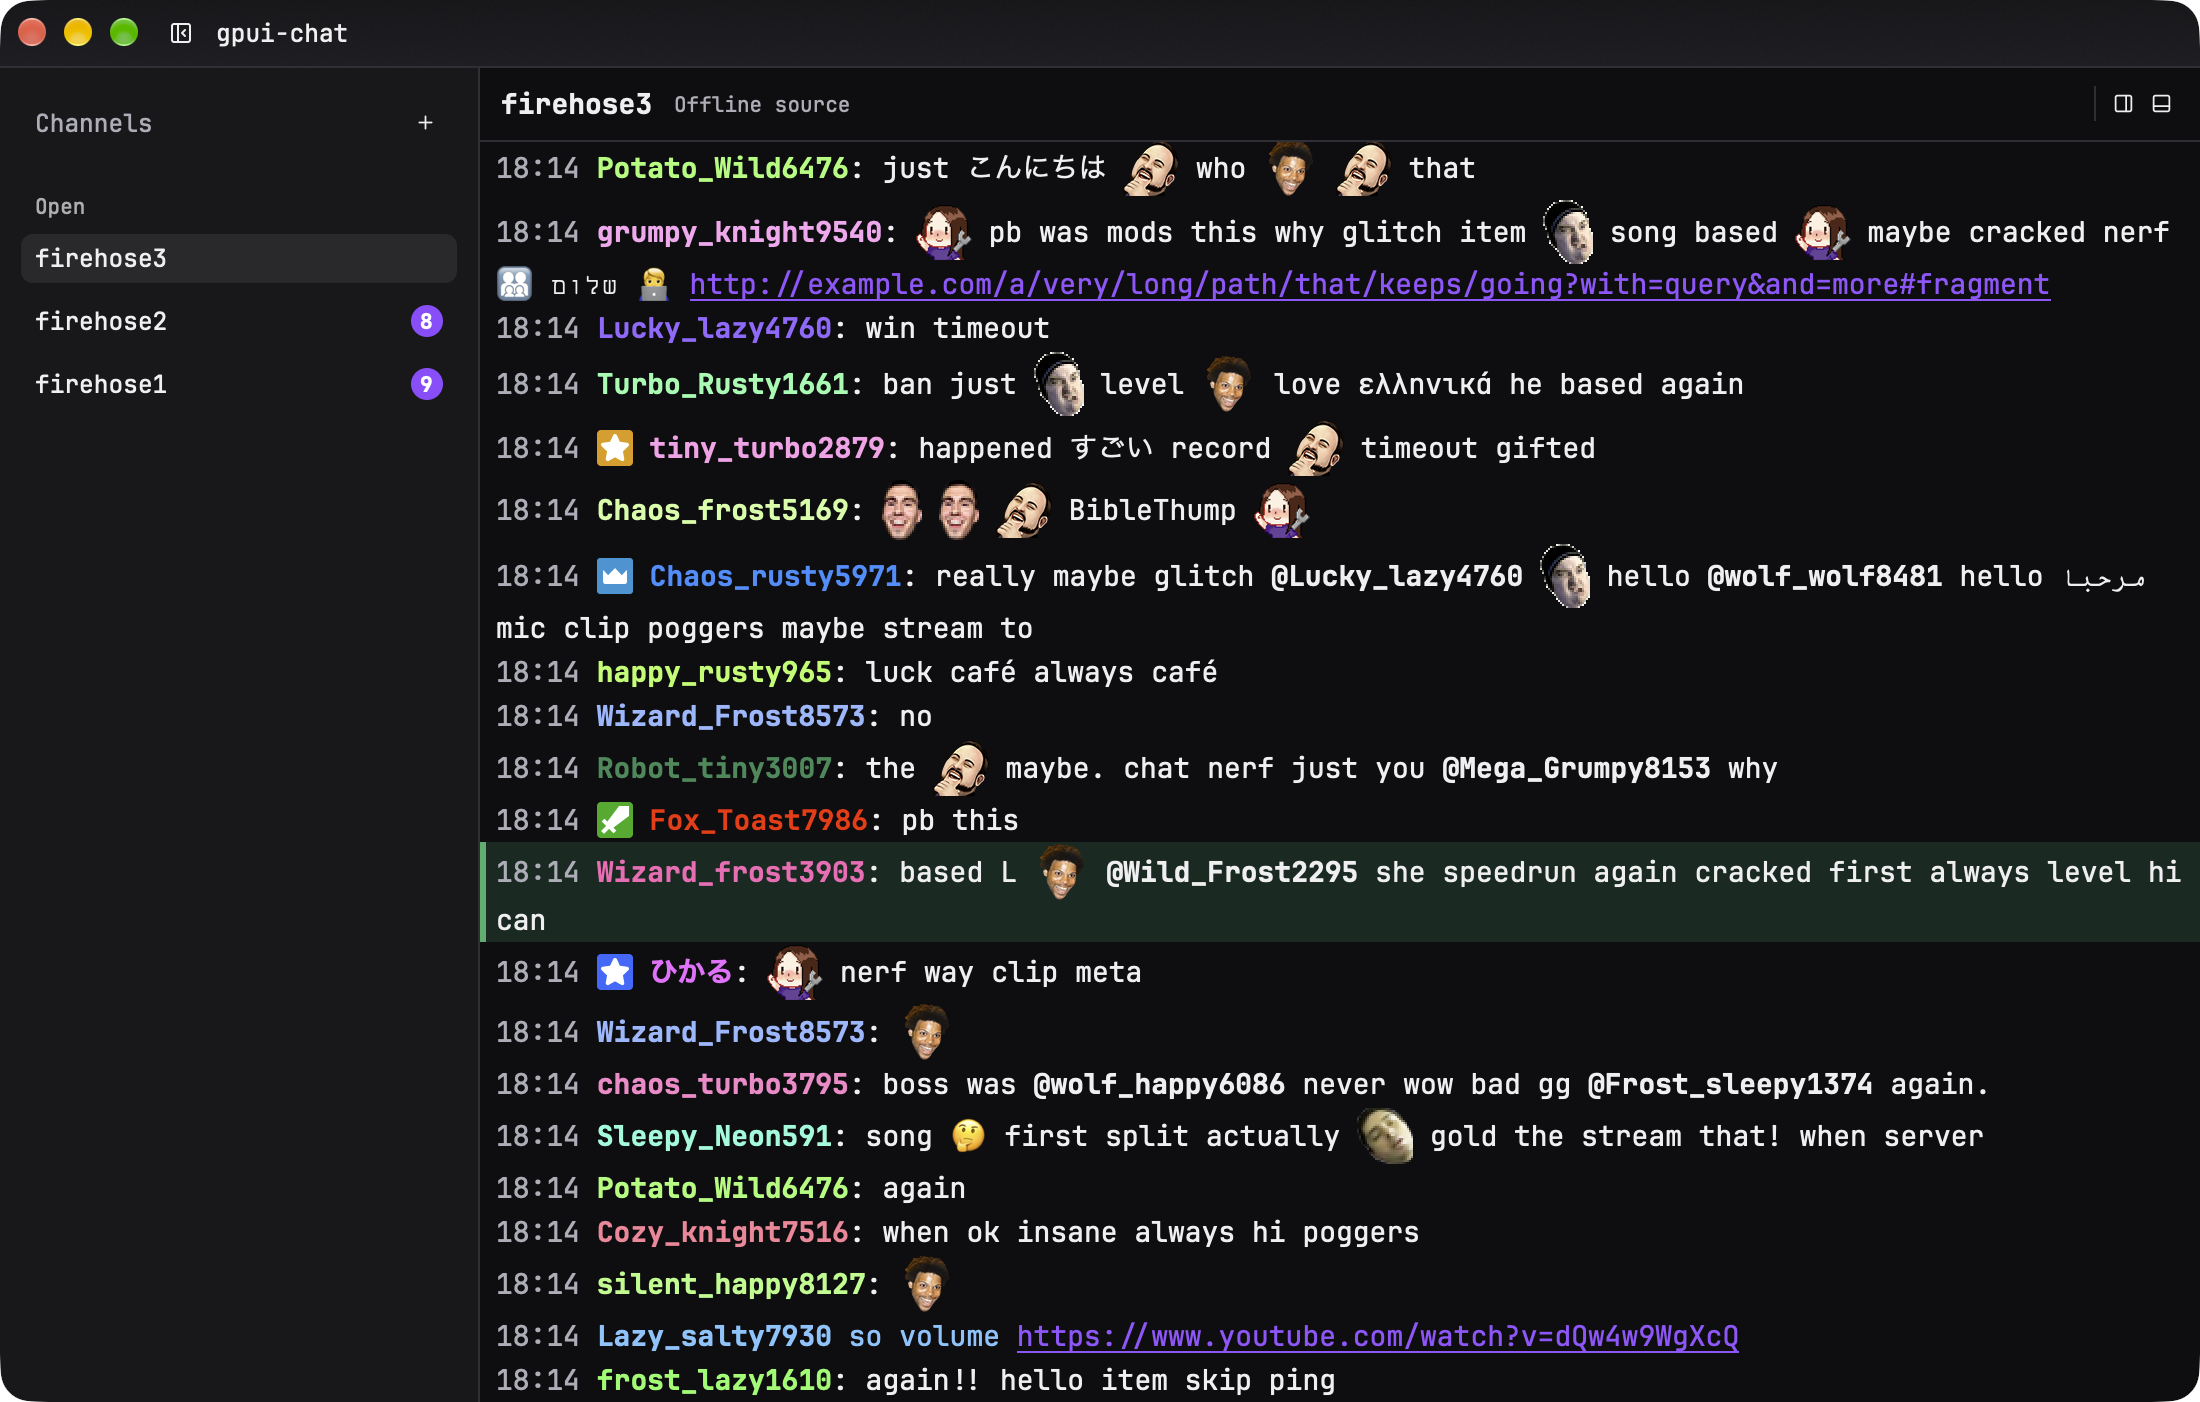 gpui-chat
Channels +
Open
firehose3
firehose2 8
firehose1 9
firehose3 Offline source
18:14 Potato_Wild6476: just こんにちは who that
18:14 grumpy_knight9540: pb was mods this why glitch item song based maybe cracked nerf
שלום 🧑‍💻 http://example.com/a/very/long/path/that/keeps/going?with=query&and=more#fragment
18:14 Lucky_lazy4760: win timeout
18:14 Turbo_Rusty1661: ban just level love ελληνικά he based again
18:14 tiny_turbo2879: happened すごい record timeout gifted
18:14 Chaos_frost5169: BibleThump
18:14 Chaos_rusty5971: really maybe glitch @Lucky_lazy4760 hello @wolf_wolf8481 hello مرحبا
mic clip poggers maybe stream to
18:14 happy_rusty965: luck café always café
18:14 Wizard_Frost8573: no
18:14 Robot_tiny3007: the maybe. chat nerf just you @Mega_Grumpy8153 why
18:14 Fox_Toast7986: pb this
18:14 Wizard_frost3903: based L @Wild_Frost2295 she speedrun again cracked first always level hi
can
18:14 ひかる: nerf way clip meta
18:14 Wizard_Frost8573:
18:14 chaos_turbo3795: boss was @wolf_happy6086 never wow bad gg @Frost_sleepy1374 again.
18:14 Sleepy_Neon591: song 🤔 first split actually gold the stream that! when server
18:14 Potato_Wild6476: again
18:14 Cozy_knight7516: when ok insane always hi poggers
18:14 silent_happy8127:
18:14 Lazy_salty7930 so volume https://www.youtube.com/watch?v=dQw4w9WgXcQ
18:14 frost_lazy1610: again!! hello item skip ping